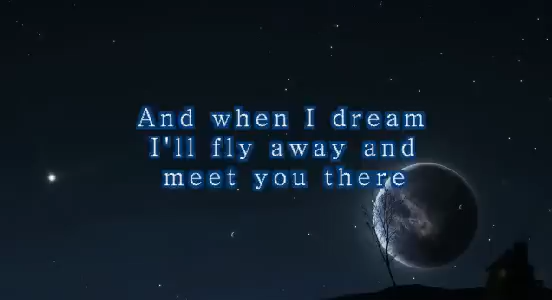 And when I dream
I'll fly away and
meet you there